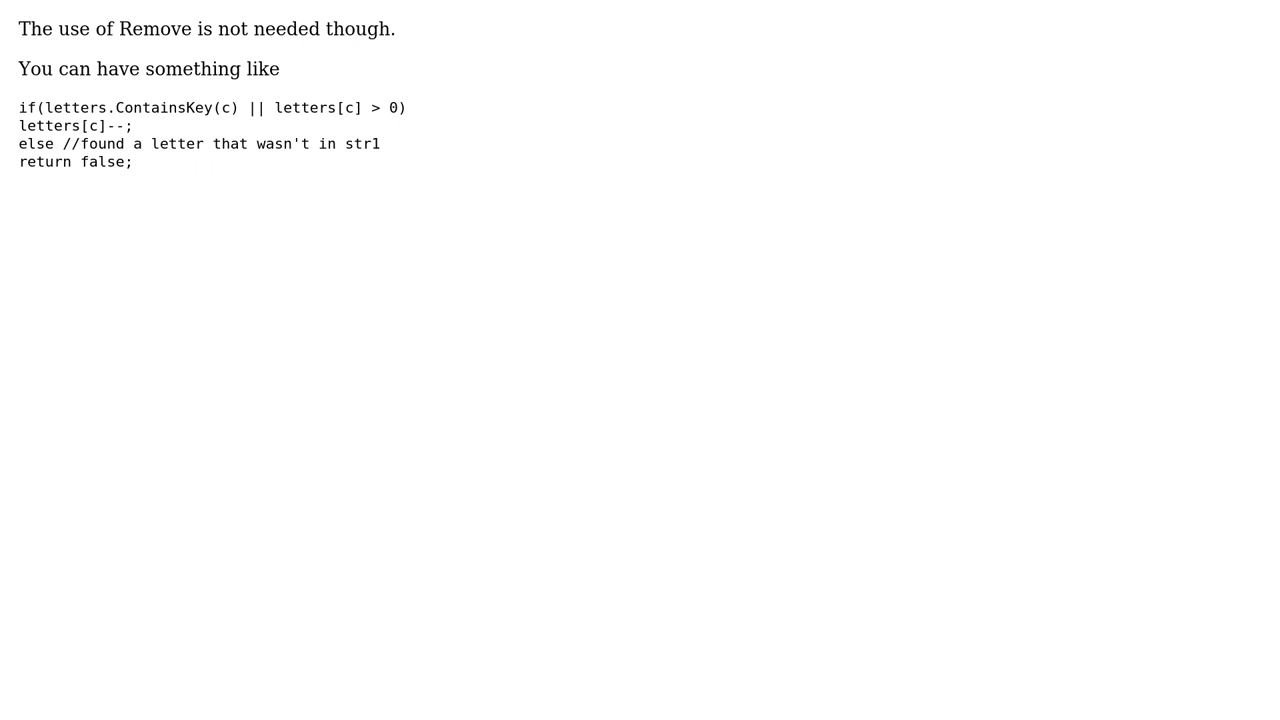 The use of Remove is not needed though.
You can have something like
if(letters.ContainsKey(c) || letters[c] > 0)
letters[c]--;
else //found a letter that wasn't in str1
return false;